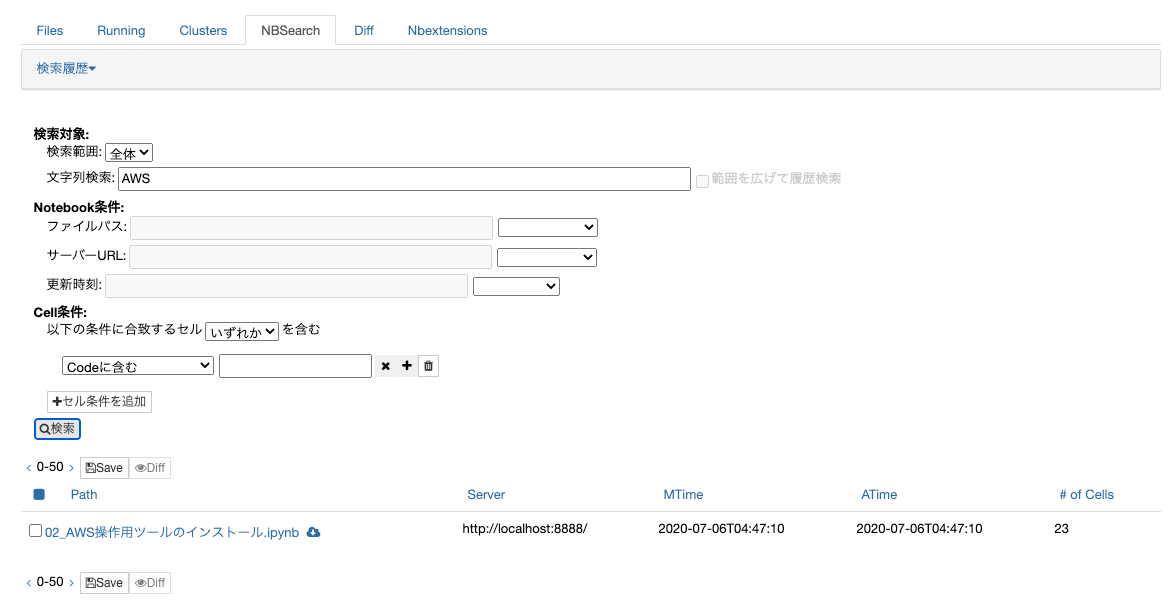 Files Running Clusters NBSearch Diff Nbextensions
検索履歴
検索対象:
検索範囲: 全体
文字列検索: AWS 範囲を広げて履歴検索
Notebook条件:
ファイルパス:
サーバーURL:
更新時刻:
Cell条件:
以下の条件に合致するセル いずれか を含む
Codeに含む
セル条件を追加
検索
‹ 0-50 › Save Diff
Path Server MTime ATime # of Cells
02_AWS操作用ツールのインストール.ipynb http://localhost:8888/ 2020-07-06T04:47:10 2020-07-06T04:47:10 23
‹ 0-50 › Save Diff